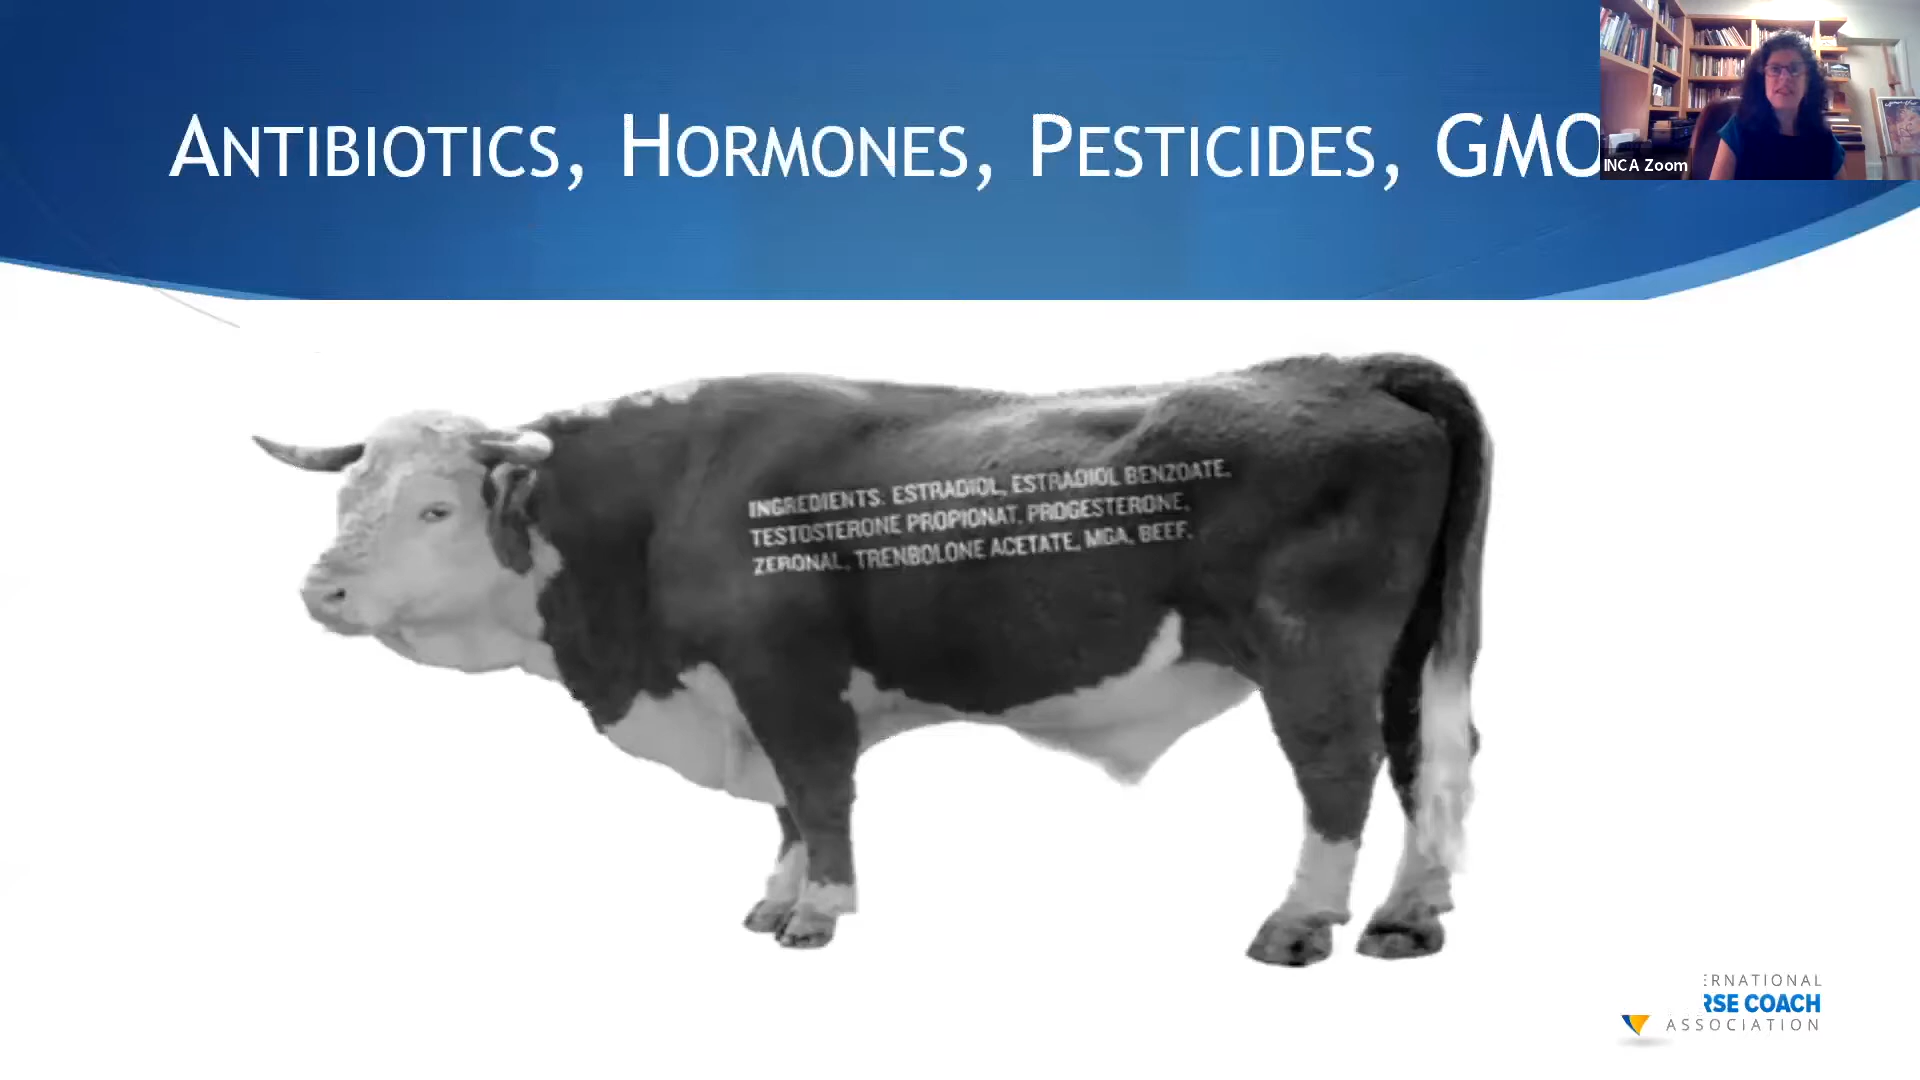 ANTIBIOTICS, HORMONES, PESTICIDES, GMO
INCA Zoom
INGREDIENTS: ESTRADIOL, ESTRADIOL BENZOATE,
TESTOSTERONE PROPIONAT, PROGESTERONE,
ZERONAL, TRENBOLONE ACETATE, MGA, BEEF.
ERNATIONAL
RSE COACH
ASSOCIATION